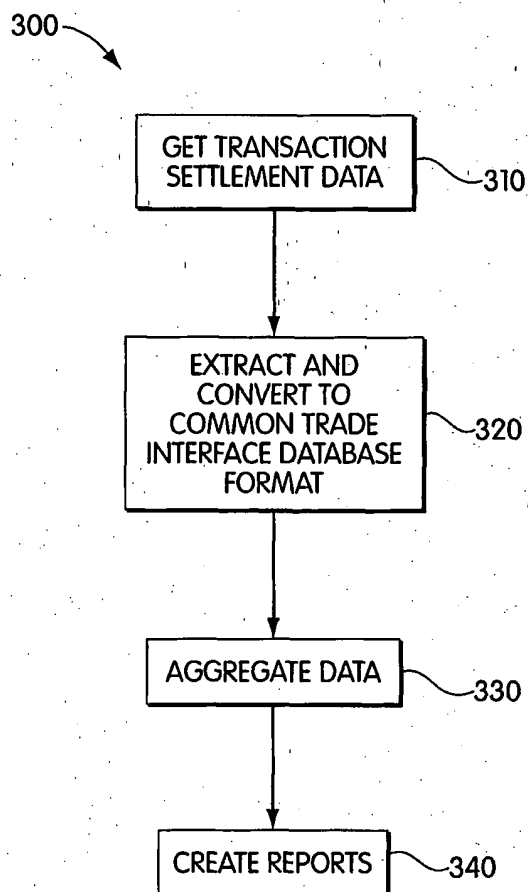 300
GET TRANSACTION
SETTLEMENT DATA
310
EXTRACT AND
CONVERT TO
COMMON TRADE
INTERFACE DATABASE
FORMAT
320
AGGREGATE DATA
330
CREATE REPORTS
340